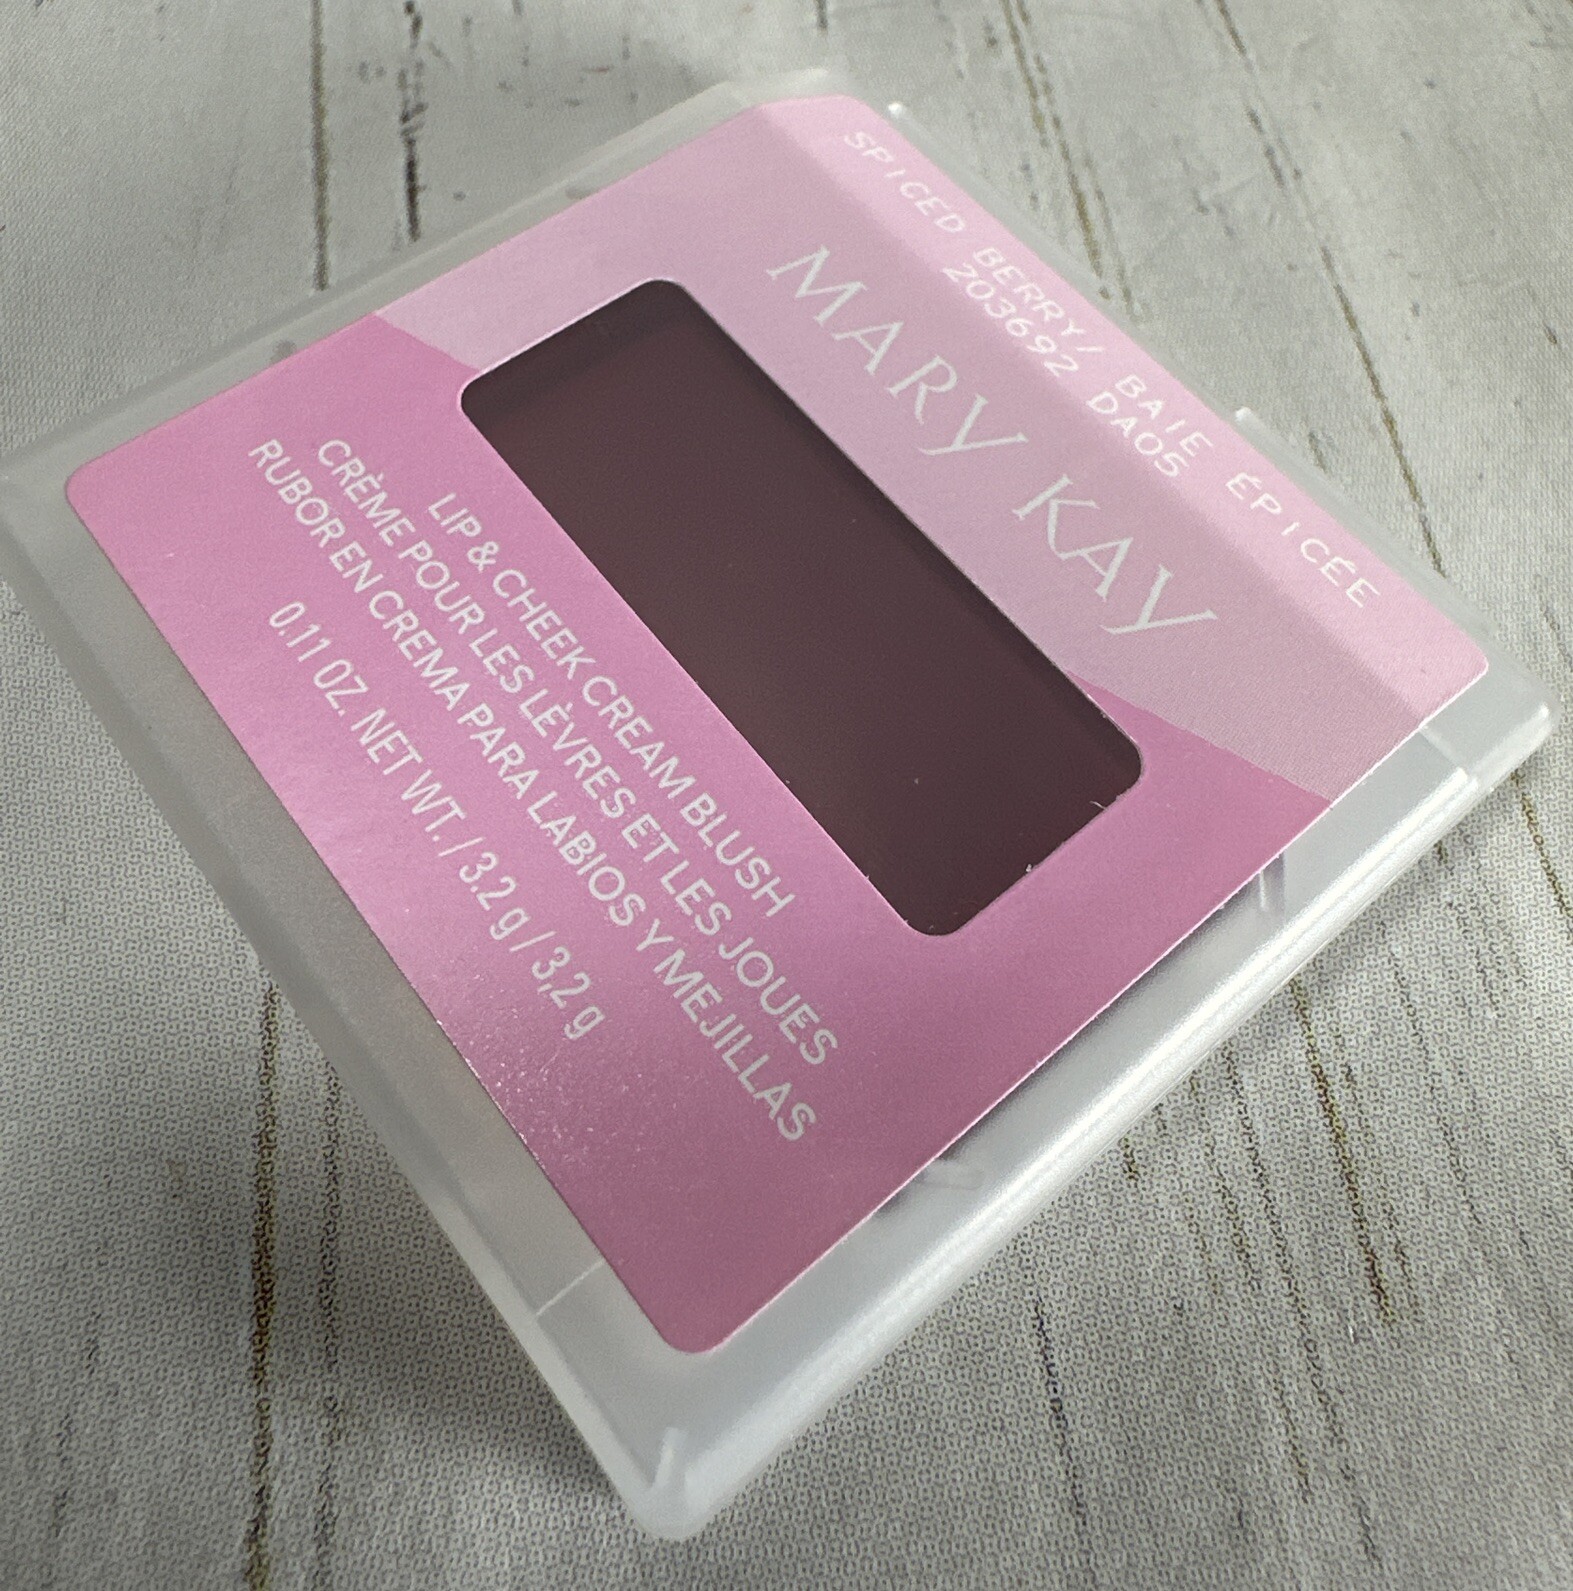 SPICED BERRY/ BAIE ÉPICÉE
203692 DA05
MARY KAY
LIP & CHEEK CREAM BLUSH
CRÈME POUR LES LÈVRES ET LES JOUES
RUBOR EN CREMA PARA LABIOS Y MEJILLAS
0.11 OZ. NET WT. / 3.2 g / 3,2 g